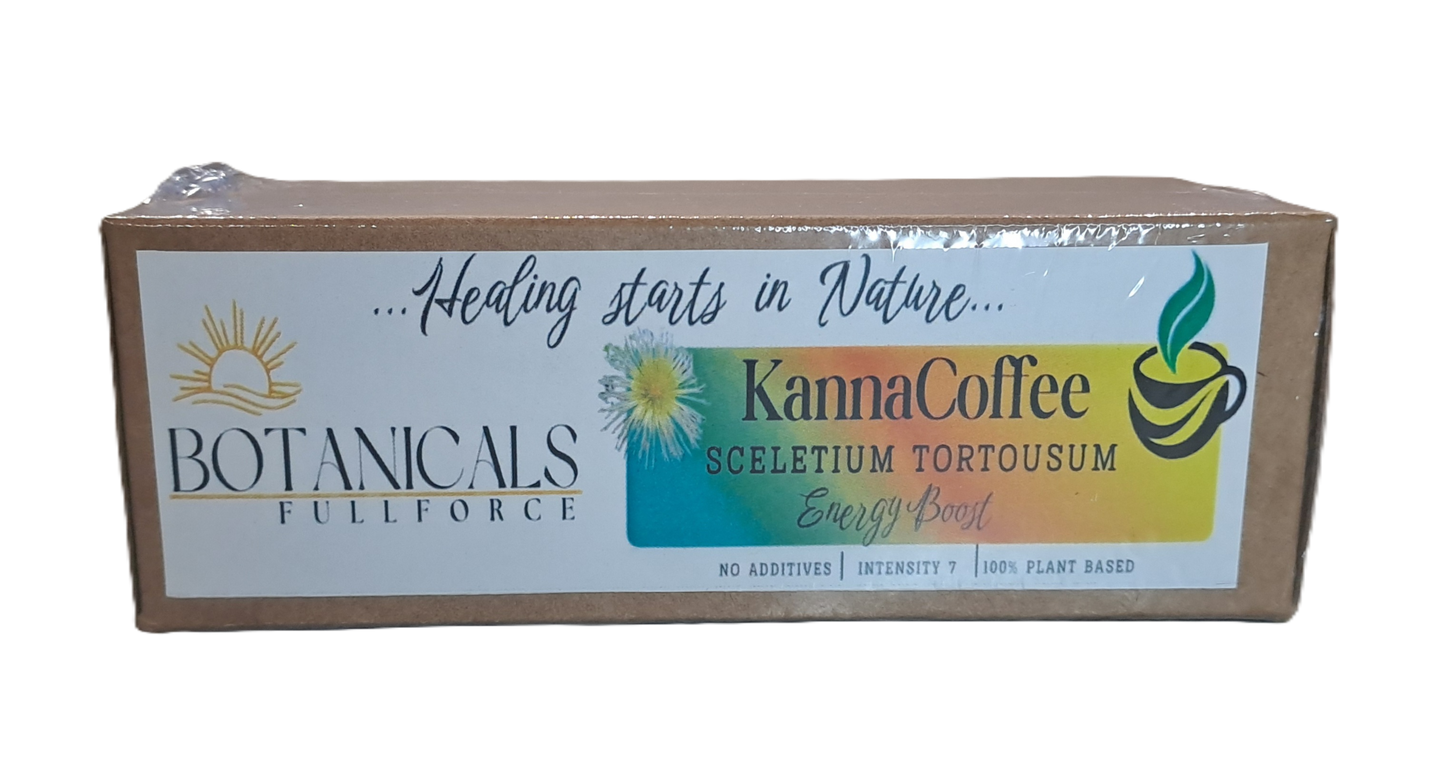 ...Healing starts in Nature...
BOTANICALS
FULLFORCE
KannaCoffee
SCELETIUM TORTOUSUM
Energy Boost
NO ADDITIVES | INTENSITY 7 | 100% PLANT BASED